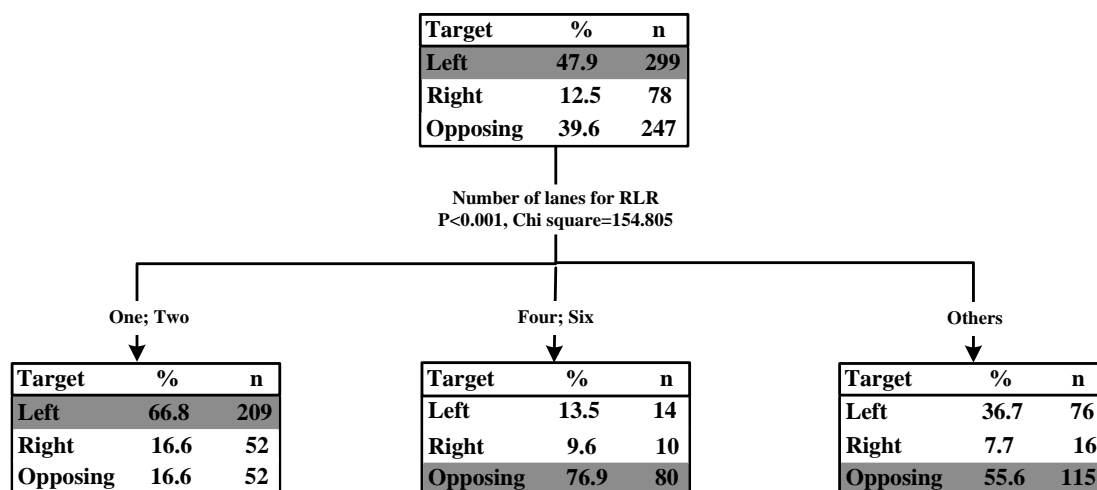 Target % n
Left 47.9 299
Right 12.5 78
Opposing 39.6 247
Number of lanes for RLR
P<0.001, Chi square=154.805
One; Two
Four; Six
Others
Target % n
Left 66.8 209
Right 16.6 52
Opposing 16.6 52
Target % n
Left 13.5 14
Right 9.6 10
Opposing 76.9 80
Target % n
Left 36.7 76
Right 7.7 16
Opposing 55.6 115